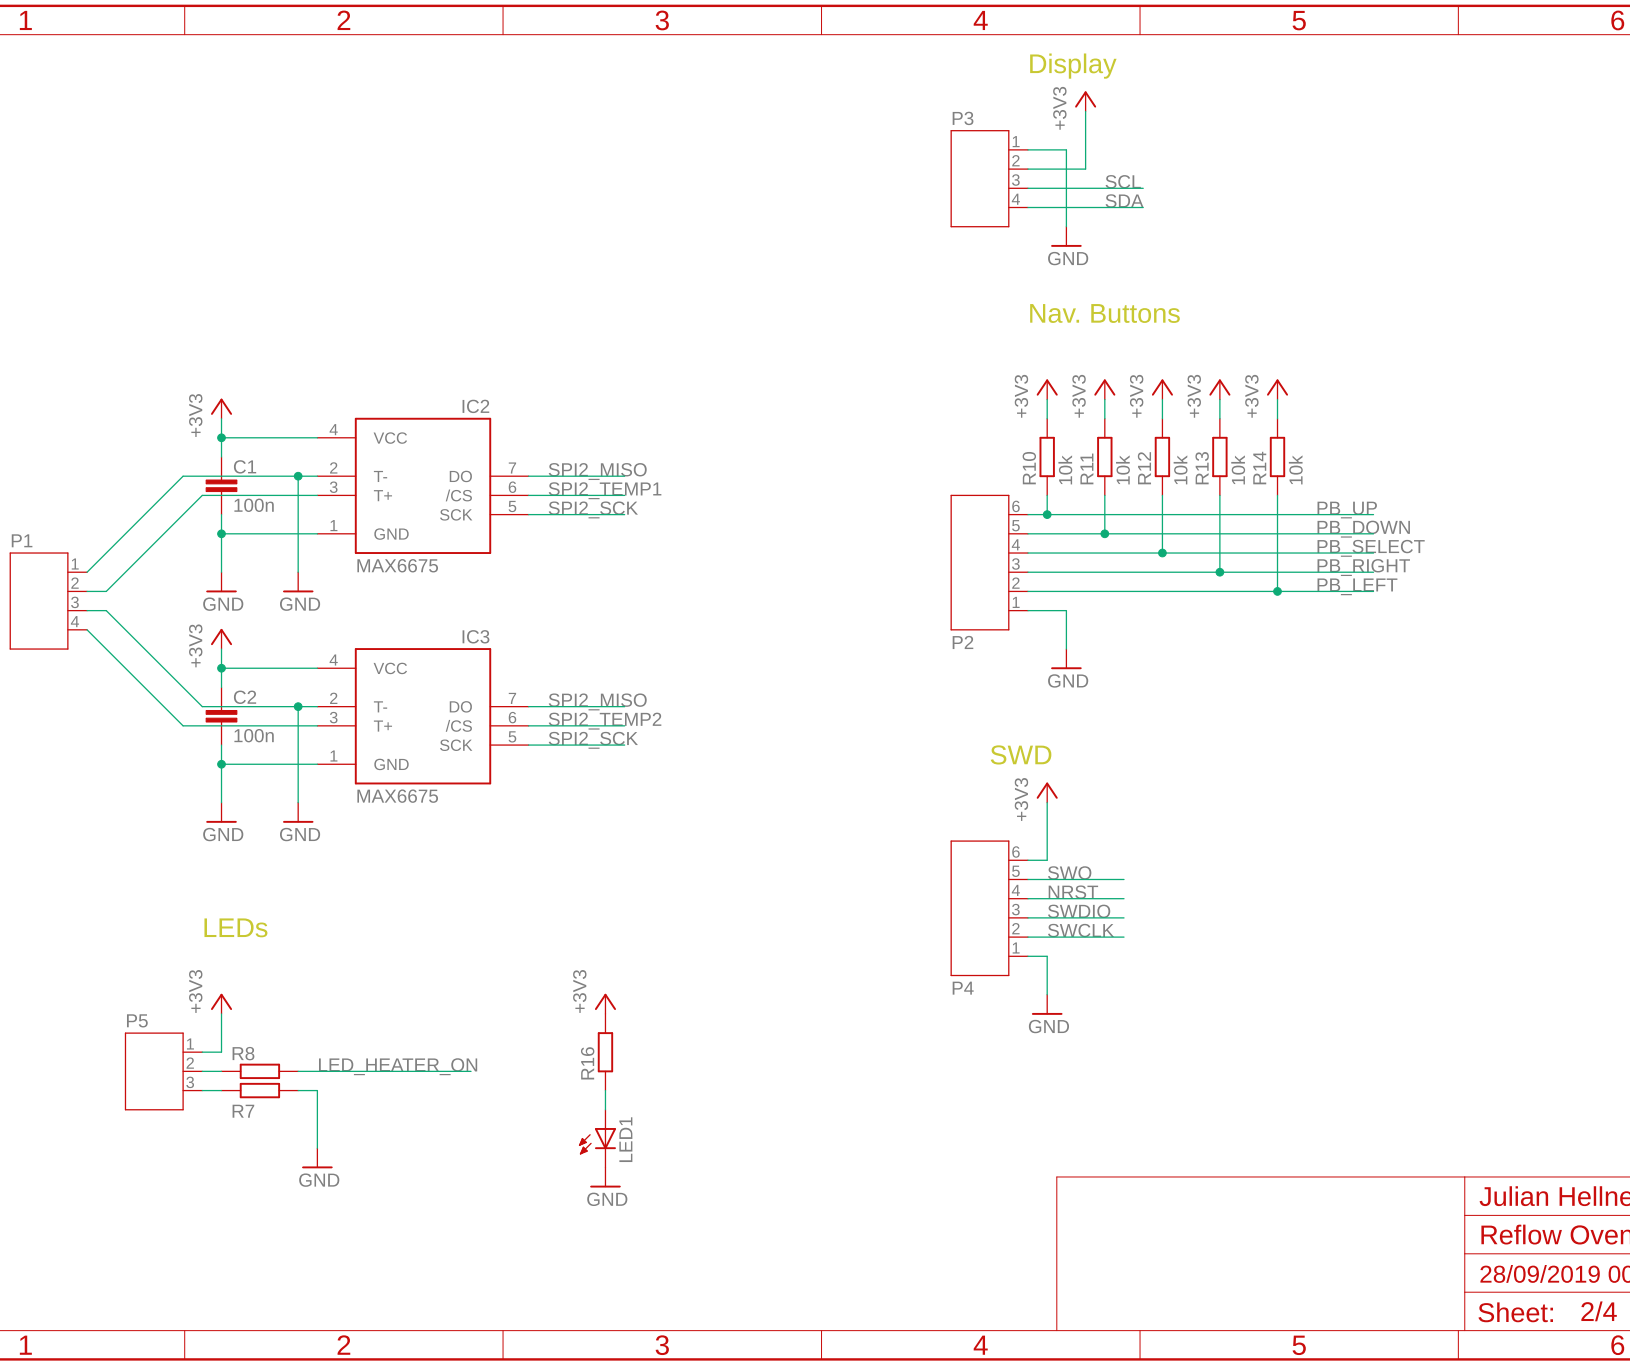 1 2 3 4 5 6
Display
+3V3
P3
1
2
3 SCL
4 SDA
GND
Nav. Buttons
+3V3 +3V3 +3V3 +3V3 +3V3
R10 10k R11 10k R12 10k R13 10k R14 10k
6 PB_UP
5 PB_DOWN
4 PB_SELECT
3 PB_RIGHT
2 PB_LEFT
1
P2
GND
+3V3
IC2
4 VCC
C1
100n
2 T- DO 7 SPI2_MISO
3 T+ /CS 6 SPI2_TEMP1
SCK 5 SPI2_SCK
1 GND
MAX6675
GND GND
P1
1
2
3
4
+3V3
IC3
4 VCC
C2
100n
2 T- DO 7 SPI2_MISO
3 T+ /CS 6 SPI2_TEMP2
SCK 5 SPI2_SCK
1 GND
MAX6675
GND GND
SWD
+3V3
6
5 SWO
4 NRST
3 SWDIO
2 SWCLK
1
P4
GND
LEDs
+3V3
P5
1
2 R8 LED_HEATER_ON
3 R7
GND
+3V3
R16
LED1
GND
Julian Hellne
Reflow Oven
28/09/2019 00
Sheet: 2/4
1 2 3 4 5 6